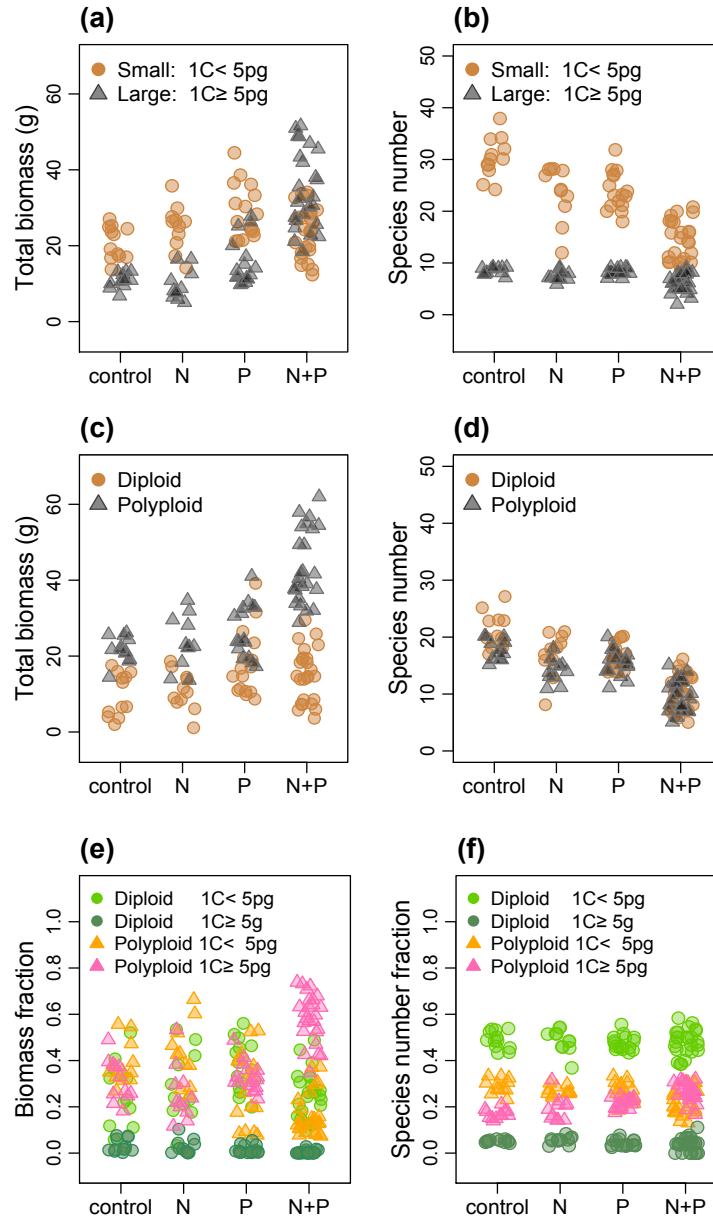 (a)
Small: 1C< 5pg
Large: 1C≥ 5pg
Total biomass (g)
0 20 40 60
control N P N+P
(b)
Small: 1C< 5pg
Large: 1C≥ 5pg
Species number
0 10 20 30 40 50
control N P N+P
(c)
Diploid
Polyploid
Total biomass (g)
0 20 40 60
control N P N+P
(d)
Diploid
Polyploid
Species number
0 10 20 30 40 50
control N P N+P
(e)
Diploid 1C< 5pg
Diploid 1C≥ 5g
Polyploid 1C< 5pg
Polyploid 1C≥ 5pg
Biomass fraction
0.0 0.2 0.4 0.6 0.8 1.0
control N P N+P
(f)
Diploid 1C< 5pg
Diploid 1C≥ 5g
Polyploid 1C< 5pg
Polyploid 1C≥ 5pg
Species number fraction
0.0 0.2 0.4 0.6 0.8 1.0
control N P N+P